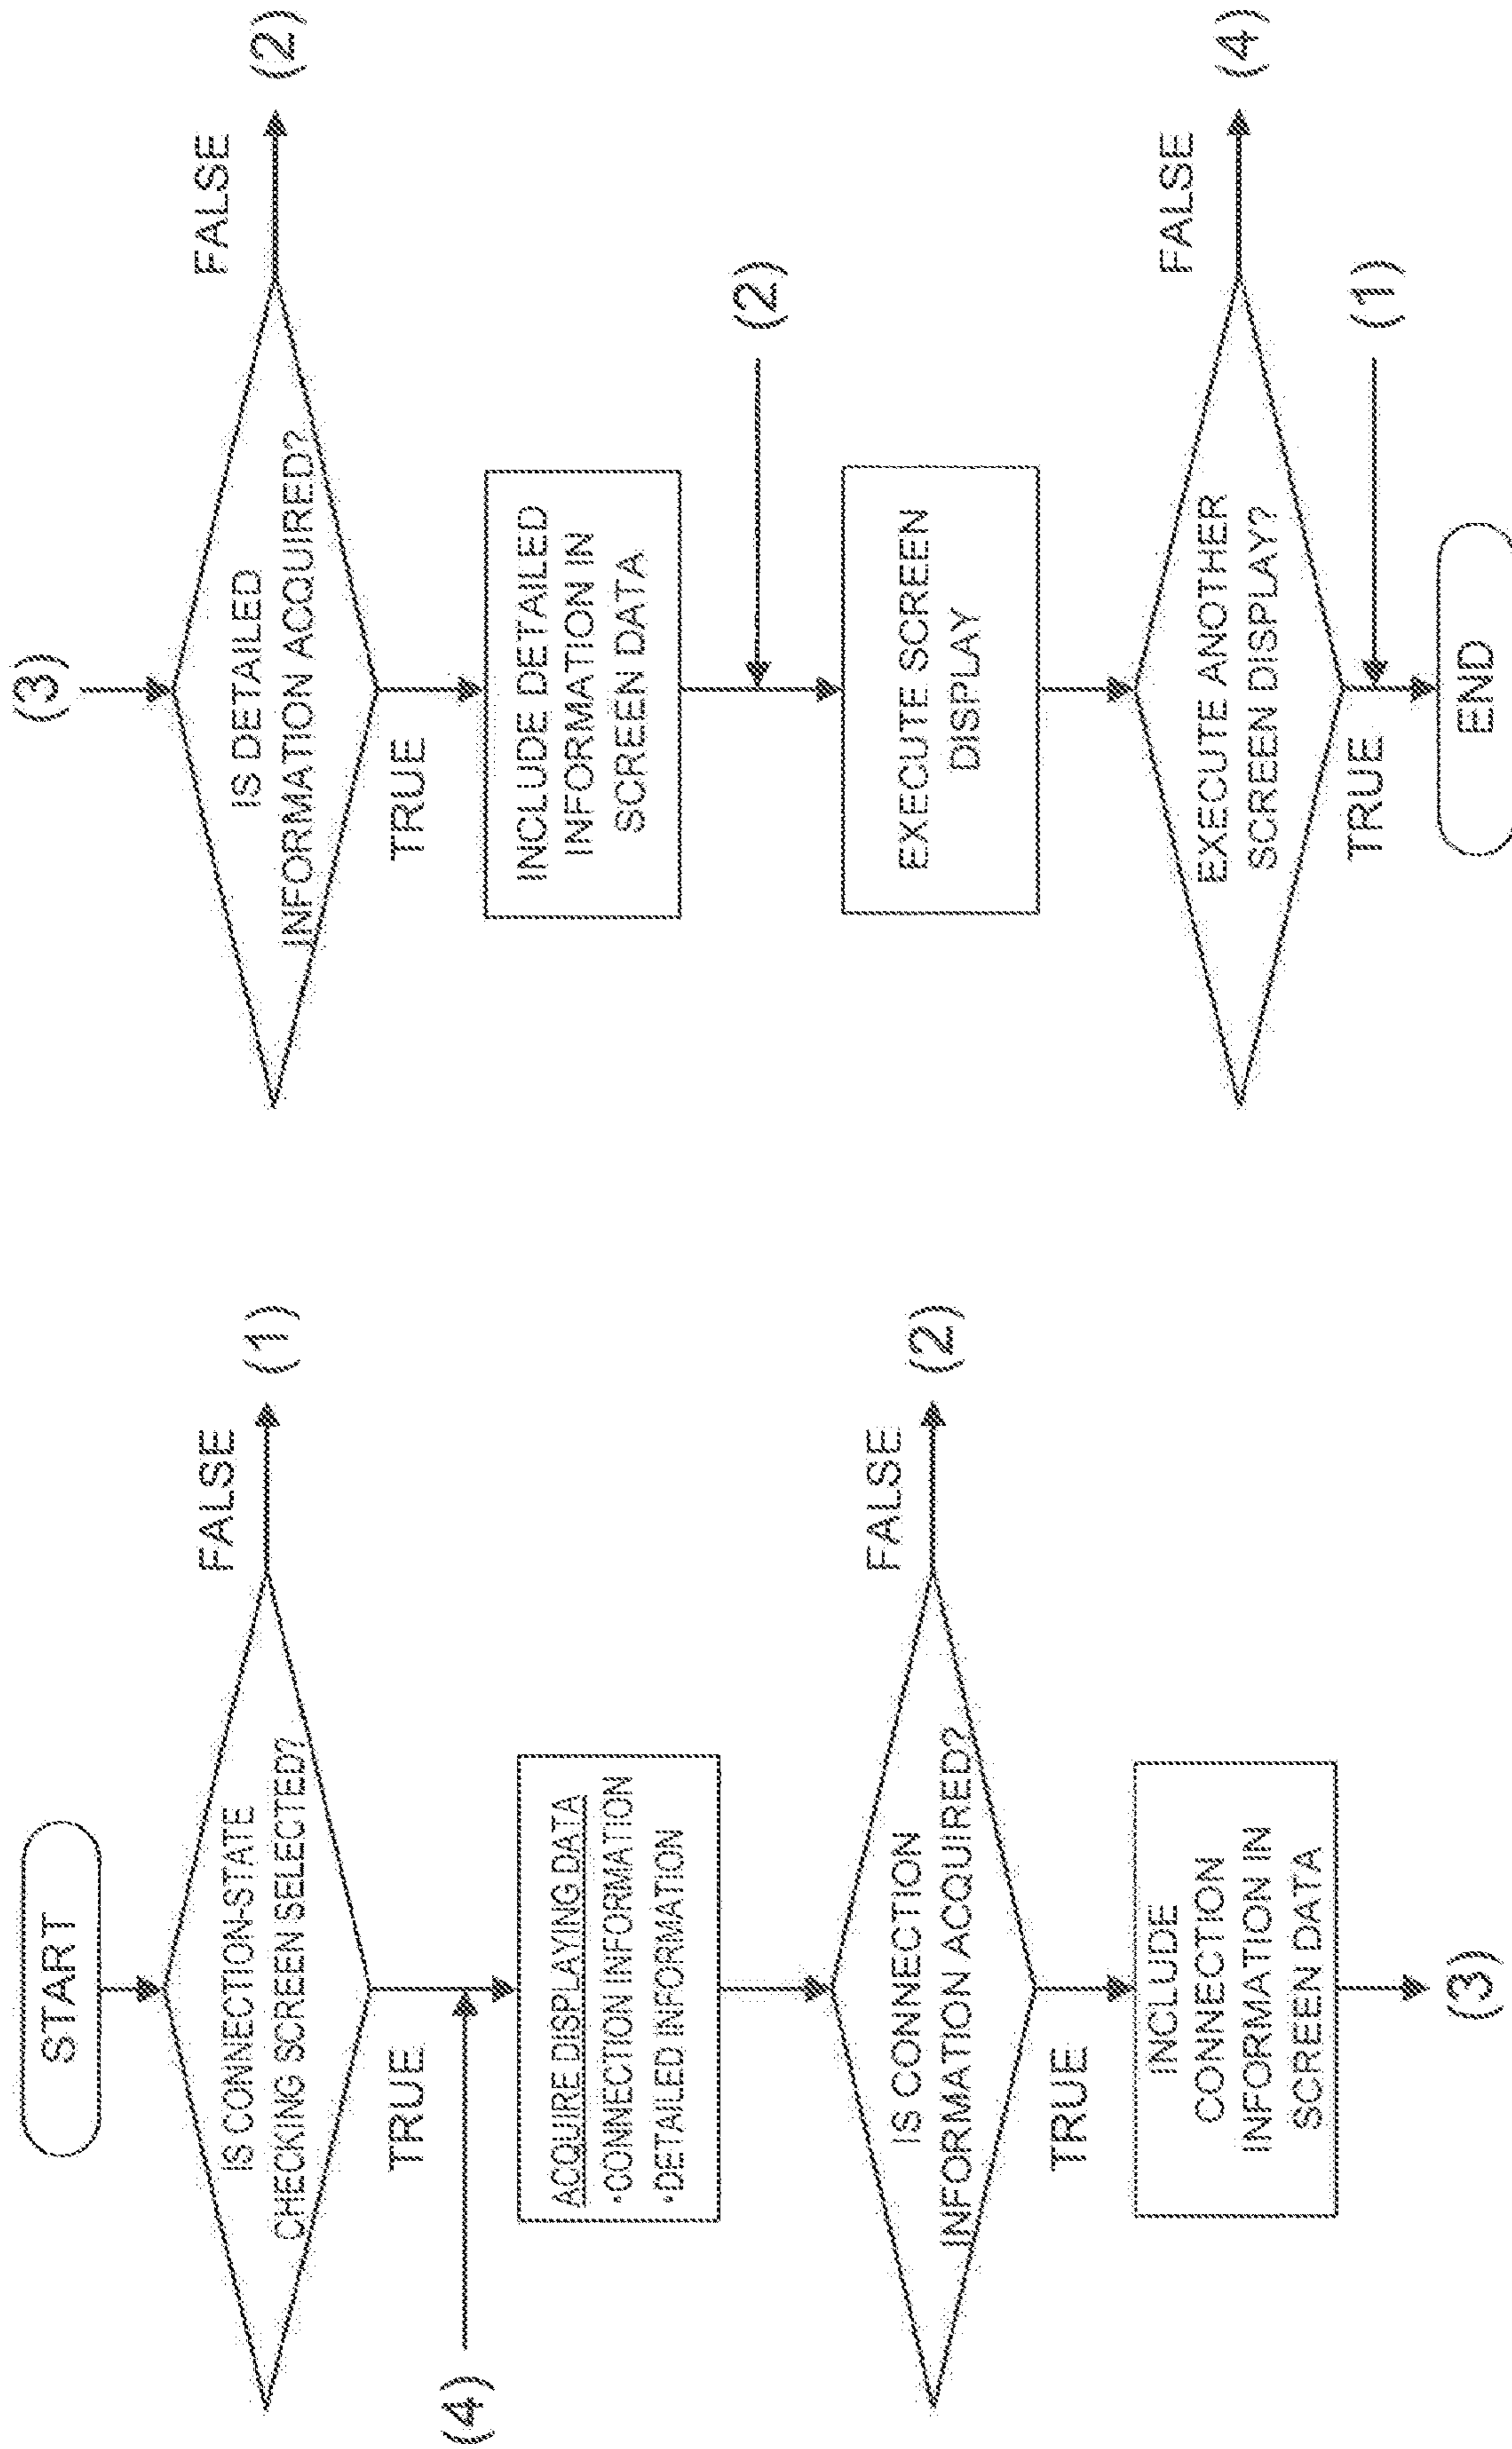 START
IS CONNECTION-STATE
CHECKING SCREEN SELECTED?
FALSE
(1)
TRUE
(4)
ACQUIRE DISPLAYING DATA
·CONNECTION INFORMATION
·DETAILED INFORMATION
IS CONNECTION
INFORMATION ACQUIRED?
FALSE
(2)
TRUE
INCLUDE
CONNECTION
INFORMATION IN
SCREEN DATA
(3)
(3)
IS DETAILED
INFORMATION ACQUIRED?
FALSE
(2)
TRUE
INCLUDE DETAILED
INFORMATION IN
SCREEN DATA
(2)
EXECUTE SCREEN
DISPLAY
EXECUTE ANOTHER
SCREEN DISPLAY?
FALSE
(4)
TRUE
(1)
END